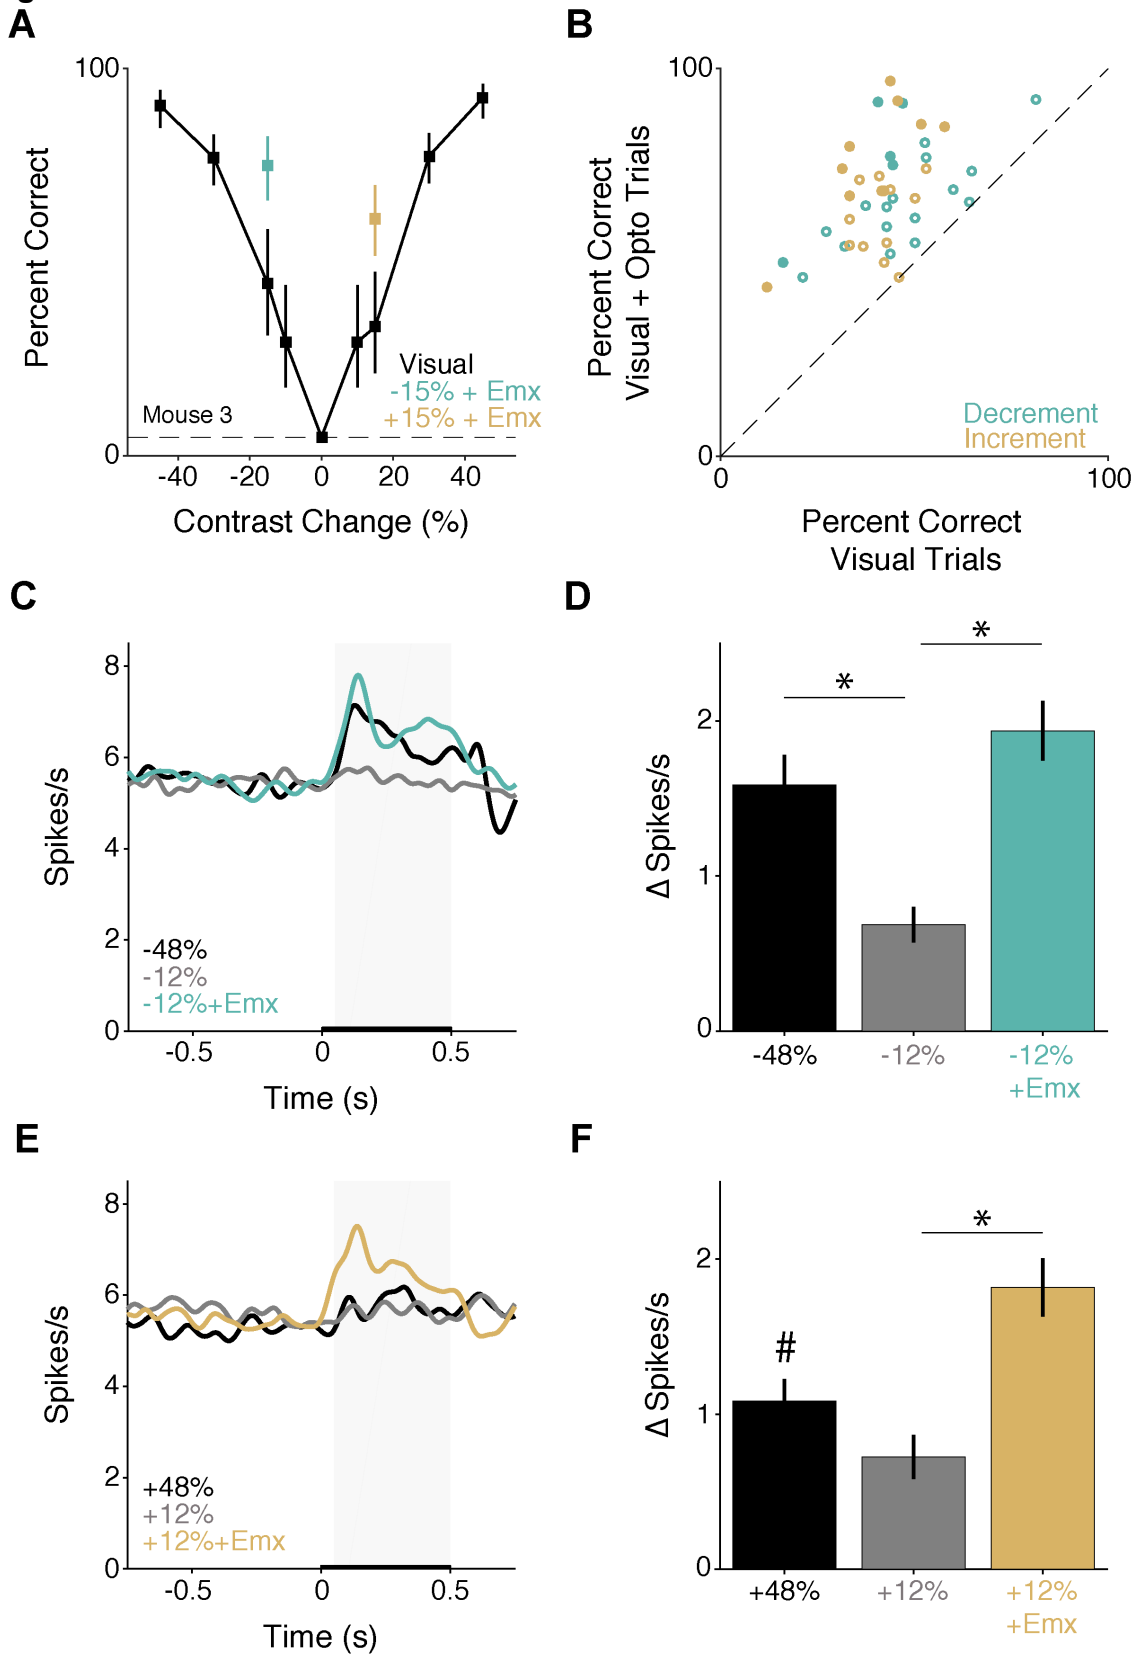 A
100
Percent Correct
Visual
-15% + Emx
+15% + Emx
Mouse 3
0
-40 -20 0 20 40
Contrast Change (%)
B
100
Percent Correct
Visual + Opto Trials
Decrement
Increment
0
0 100
Percent Correct
Visual Trials
C
8
6
4
2
0
Spikes/s
-48%
-12%
-12%+Emx
-0.5 0 0.5
Time (s)
D
*
*
2
1
0
Δ Spikes/s
-48% -12% -12%
+Emx
E
8
6
4
2
0
Spikes/s
+48%
+12%
+12%+Emx
-0.5 0 0.5
Time (s)
F
*
#
2
1
0
Δ Spikes/s
+48% +12% +12%
+Emx